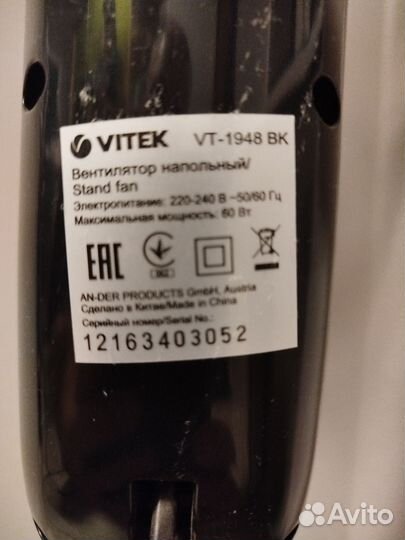 VITEK VT-1948 BK
Вентилятор напольный/
Stand fan
Электропитание: 220-240 В ~50/60 Гц
Максимальная мощность: 60 Вт
EAC
AN-DER PRODUCTS GmbH, Austria
Сделано в Китае/Made in China
Серийный номер/Serial No.:
12163403052
Avito